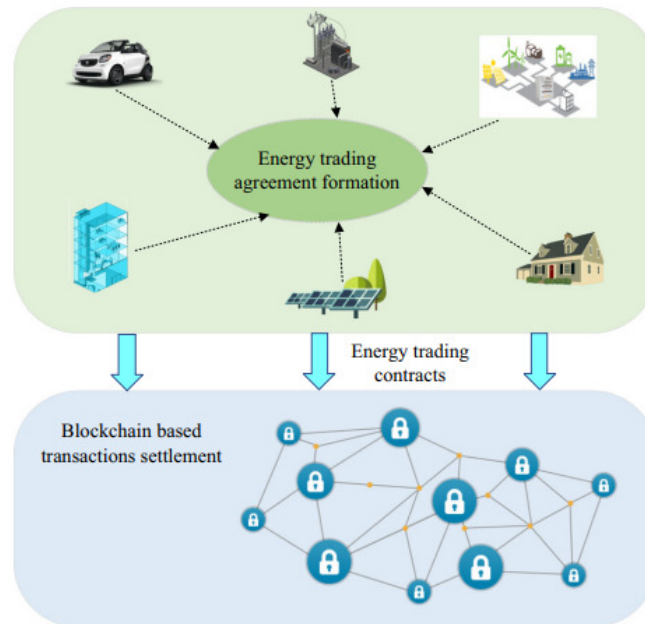 Energy trading
agreement formation
Energy trading
contracts
Blockchain based
transactions settlement